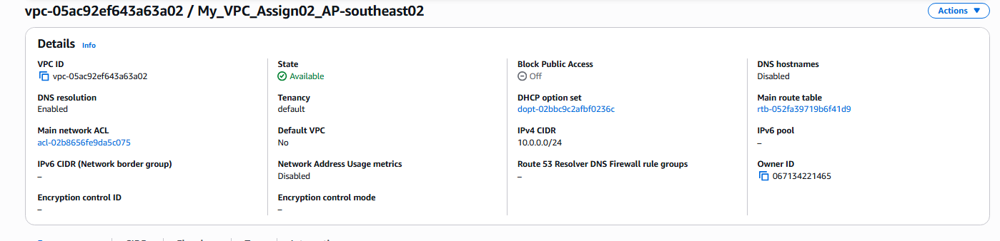 vpc-05ac92ef643a63a02 / My_VPC_Assign02_AP-southeast02
Actions
Details Info
VPC ID
vpc-05ac92ef643a63a02
State
Available
Block Public Access
Off
DNS hostnames
Disabled
DNS resolution
Enabled
Tenancy
default
DHCP option set
dopt-02bbc9c2afbf0236c
Main route table
rtb-052fa39719b6f41d9
Main network ACL
acl-02b8656fe9da5c075
Default VPC
No
IPv4 CIDR
10.0.0.0/24
IPv6 pool
–
IPv6 CIDR (Network border group)
–
Network Address Usage metrics
Disabled
Route 53 Resolver DNS Firewall rule groups
–
Owner ID
067134221465
Encryption control ID
–
Encryption control mode
–